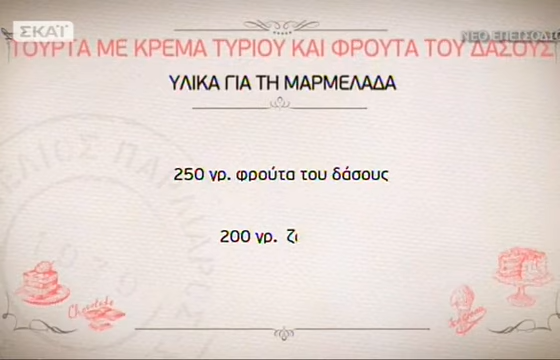 ΣΚΑΪ
ΤΟΥΡΤΑ ΜΕ ΚΡΕΜΑ ΤΥΡΙΟΥ ΚΑΙ ΦΡΟΥΤΑ ΤΟΥ ΔΑΣΟΥΣ
ΝΕΟ ΕΠΕΙΣΟΔΙΟ
ΥΛΙΚΑ ΓΙΑ ΤΗ ΜΑΡΜΕΛΑΔΑ
250 γρ. φρούτα του δάσους
200 γρ.
Chocolate